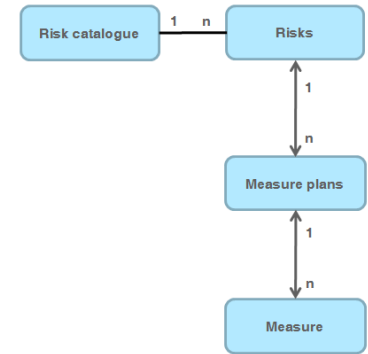 Risk catalogue
1 n
Risks
1
n
Measure plans
1
n
Measure